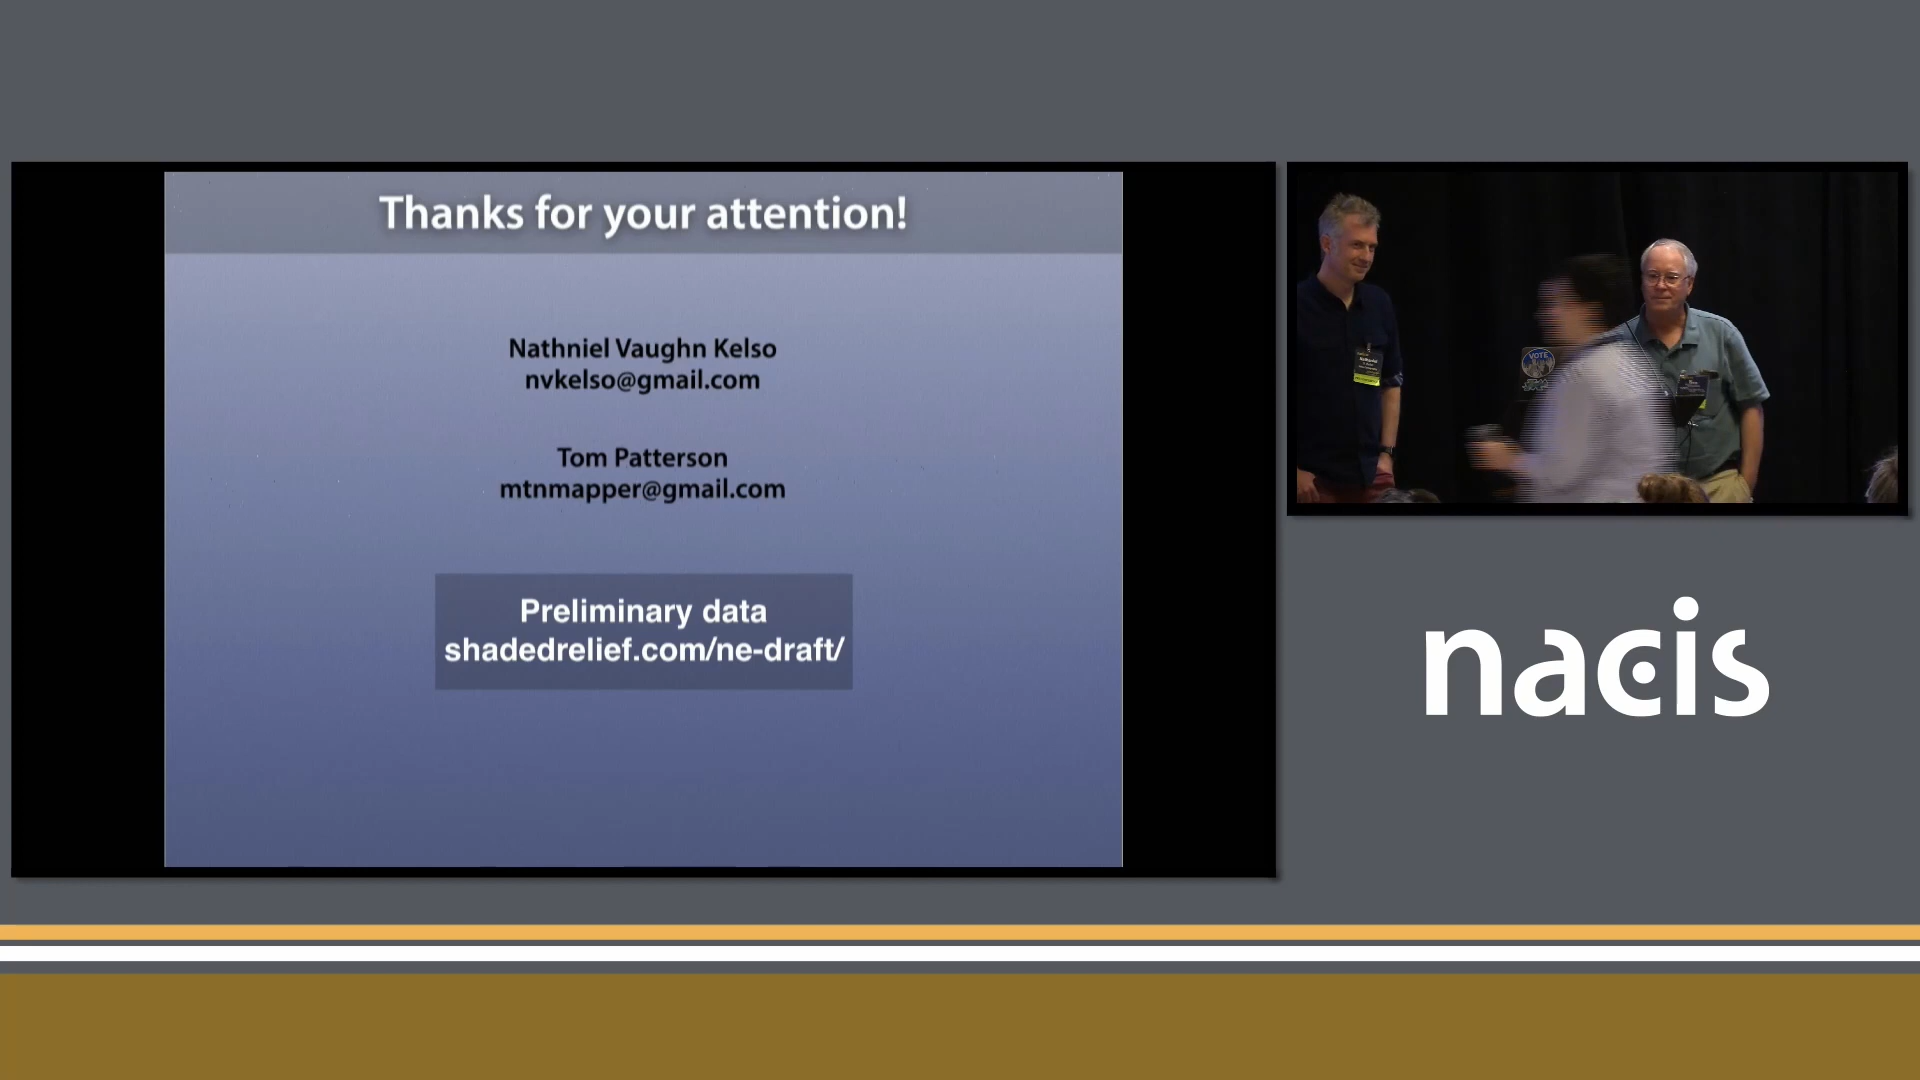 Thanks for your attention!
Nathniel Vaughn Kelso
nvkelso@gmail.com
Tom Patterson
mtnmapper@gmail.com
Preliminary data
shadedrelief.com/ne-draft/
VOTE
nacis